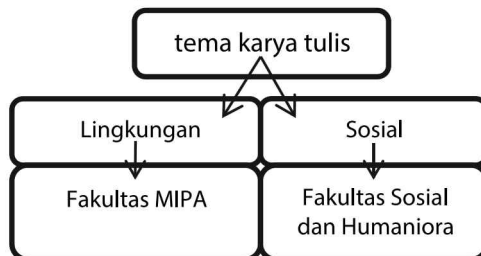 tema karya tulis
Lingkungan
Sosial
Fakultas MIPA
Fakultas Sosial
dan Humaniora